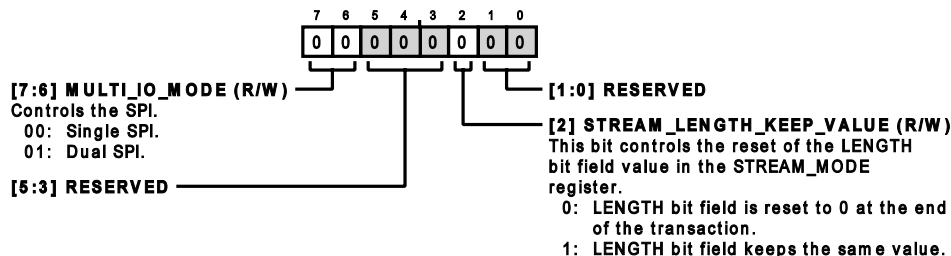 7 6 5 4 3 2 1 0
0 0 0 0 0 0 0 0
[7:6] MULTI_IO_MODE (R/W)
Controls the SPI.
00: Single SPI.
01: Dual SPI.
[5:3] RESERVED
[1:0] RESERVED
[2] STREAM_LENGTH_KEEP_VALUE (R/W)
This bit controls the reset of the LENGTH
bit field value in the STREAM_MODE
register.
0: LENGTH bit field is reset to 0 at the end
of the transaction.
1: LENGTH bit field keeps the same value.